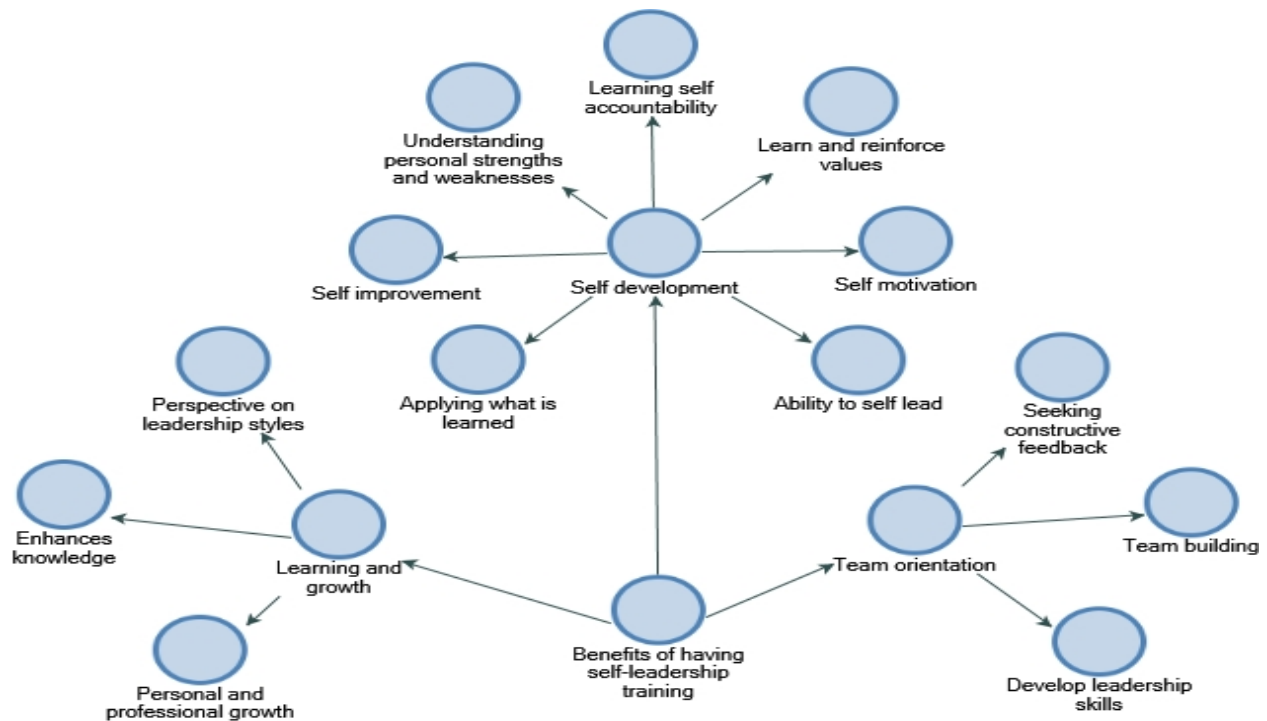 Learning self
accountability
Understanding
personal strengths
and weaknesses
Learn and reinforce
values
Self improvement
Self development
Self motivation
Perspective on
leadership styles
Applying what is
learned
Ability to self lead
Seeking
constructive
feedback
Enhances
knowledge
Learning and
growth
Team orientation
Team building
Personal and
professional growth
Benefits of having
self-leadership
training
Develop leadership
skills